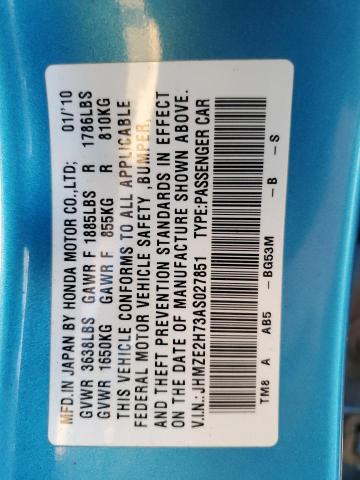 MFD.IN JAPAN BY HONDA MOTOR CO.,LTD; 01/'10
GVWR 3638LBS GAWR F 1885LBS R 1786LBS
GVWR 1650KG GAWR F 855KG R 810KG
THIS VEHICLE CONFORMS TO ALL APPLICABLE
FEDERAL MOTOR VEHICLE SAFETY ,BUMPER,
AND THEFT PREVENTION STANDARDS IN EFFECT
ON THE DATE OF MANUFACTURE SHOWN ABOVE.
V.I.N.:JHMZE2H73AS027851 TYPE:PASSENGER CAR
TM8 A AB5 -BG53M -B -S